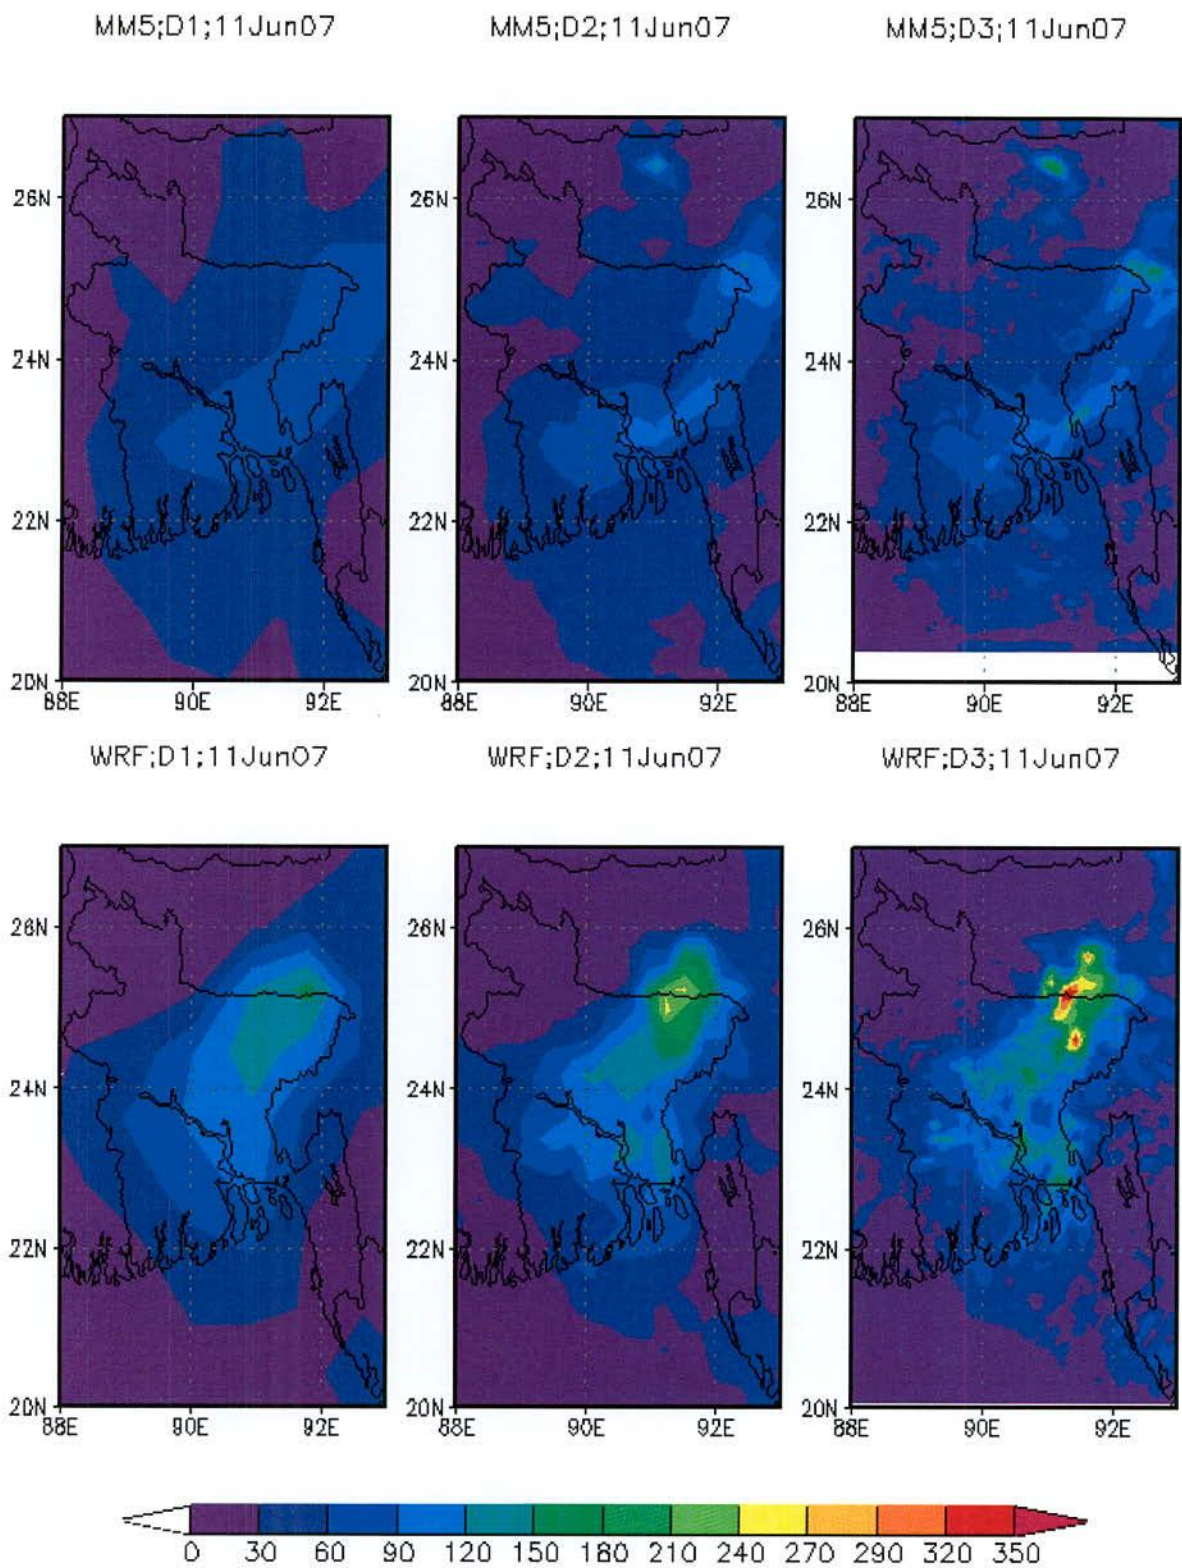 MM5;D1;11Jun07 MM5;D2;11Jun07 MM5;D3;11Jun07
26N 26N 26N
24N 24N 24N
22N 22N 22N
20N 20N 20N
88E 90E 92E 88E 90E 92E 88E 90E 92E
WRF;D1;11Jun07 WRF;D2;11Jun07 WRF;D3;11Jun07
26N 26N 26N
24N 24N 24N
22N 22N 22N
20N 20N 20N
88E 90E 92E 88E 90E 92E 88E 90E 92E
0 30 60 90 120 150 180 210 240 270 290 320 350